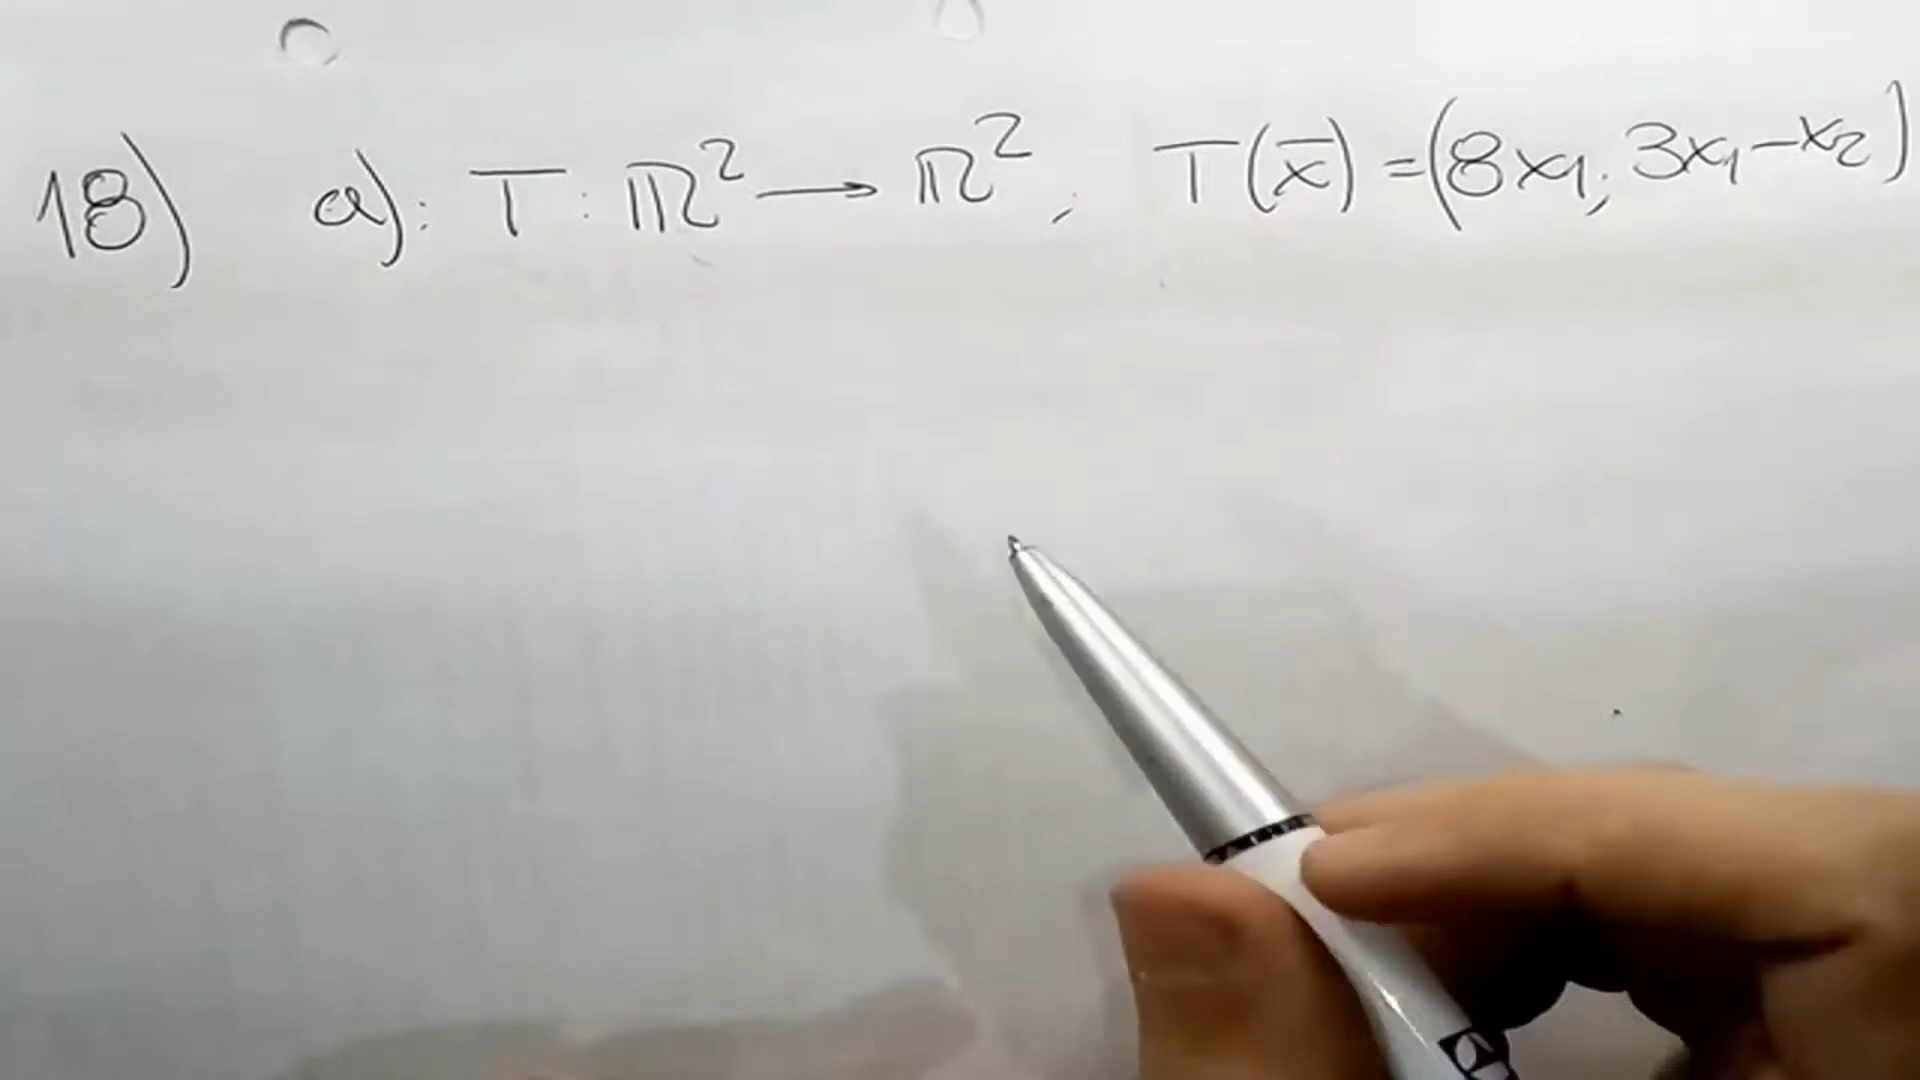 18) a): T: ℝ² → ℝ² ; T(x̄) = (8x₁; 3x₁ - x₂)